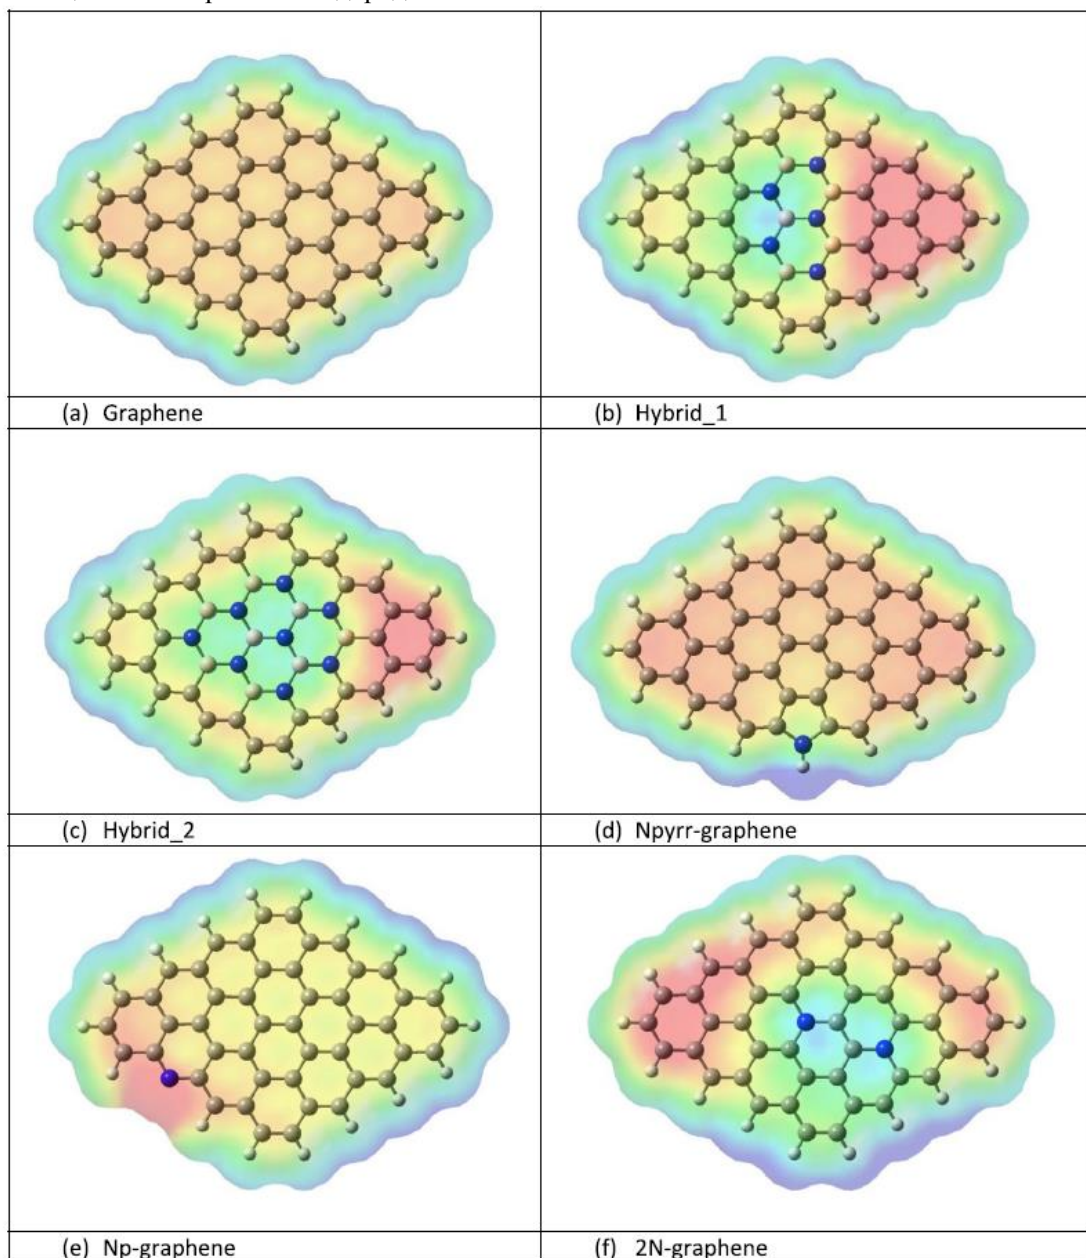 (a) Graphene
(b) Hybrid_1
(c) Hybrid_2
(d) Npyrr-graphene
(e) Np-graphene
(f) 2N-graphene